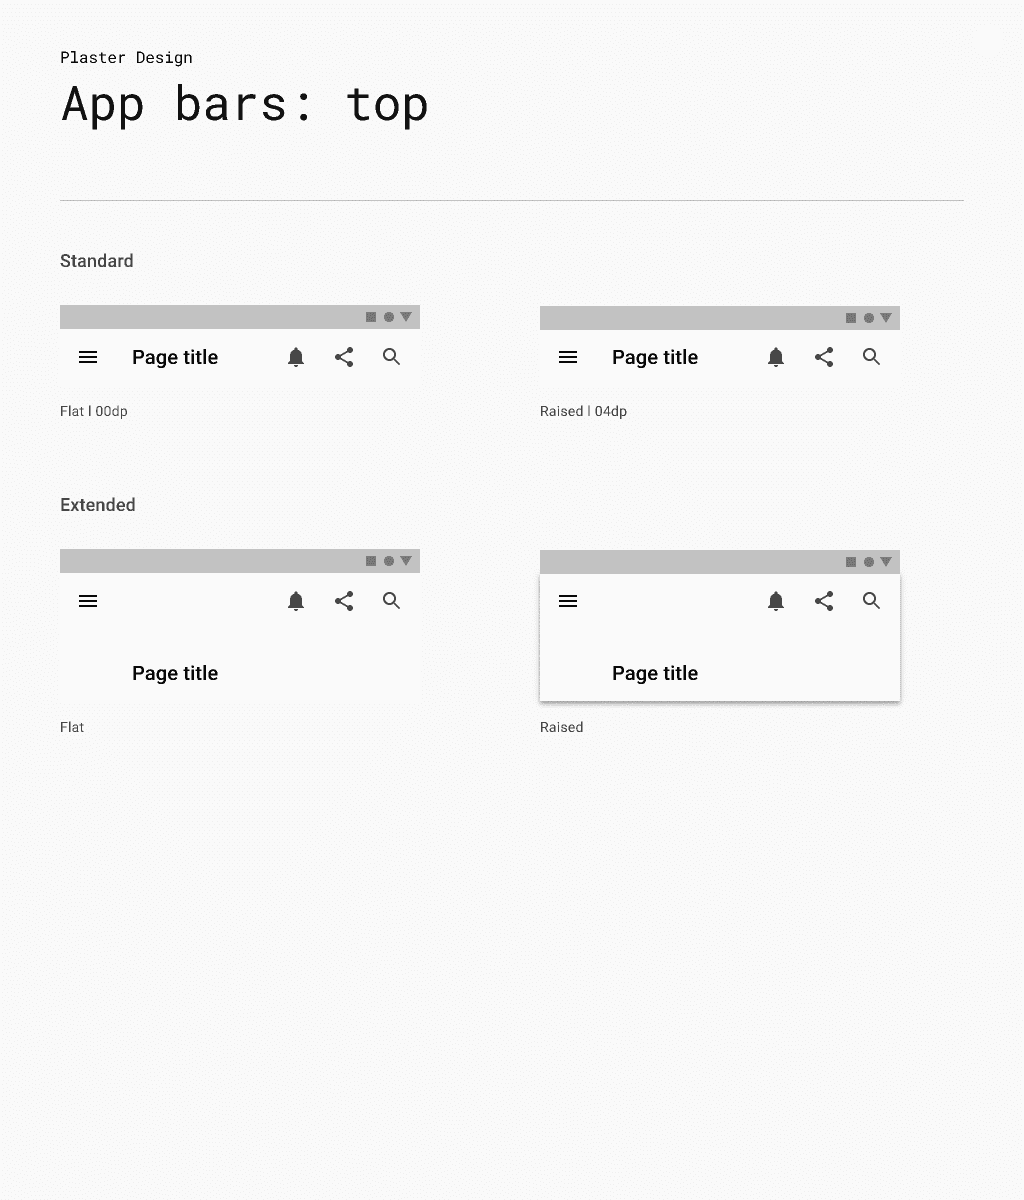 Plaster Design
App bars: top
Standard
Page title
Page title
Flat l 00dp
Raised l 04dp
Extended
Page title
Page title
Flat
Raised